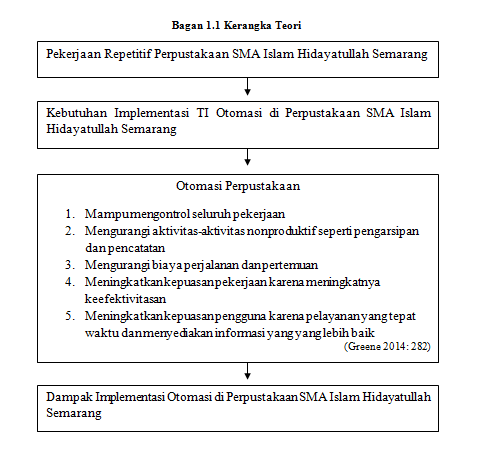 Bagan 1.1 Kerangka Teori
Pekerjaan Repetitif Perpustakaan SMA Islam Hidayatullah Semarang
Kebutuhan Implementasi TI Otomasi di Perpustakaan SMA Islam
Hidayatullah Semarang
Otomasi Perpustakaan
1. Mampu mengontrol seluruh pekerjaan
2. Mengurangi aktivitas-aktivitas nonproduktif seperti pengarsipan
dan pencatatan
3. Mengurangi biaya perjalanan dan pertemuan
4. Meningkatkan kepuasan pekerjaan karena meningkatnya
keefektivitasan
5. Meningkatkan kepuasan pengguna karena pelayanan yang tepat
waktu dan menyediakan informasi yang yang lebih baik
(Greene 2014: 282)
Dampak Implementasi Otomasi di Perpustakaan SMA Islam Hidayatullah
Semarang